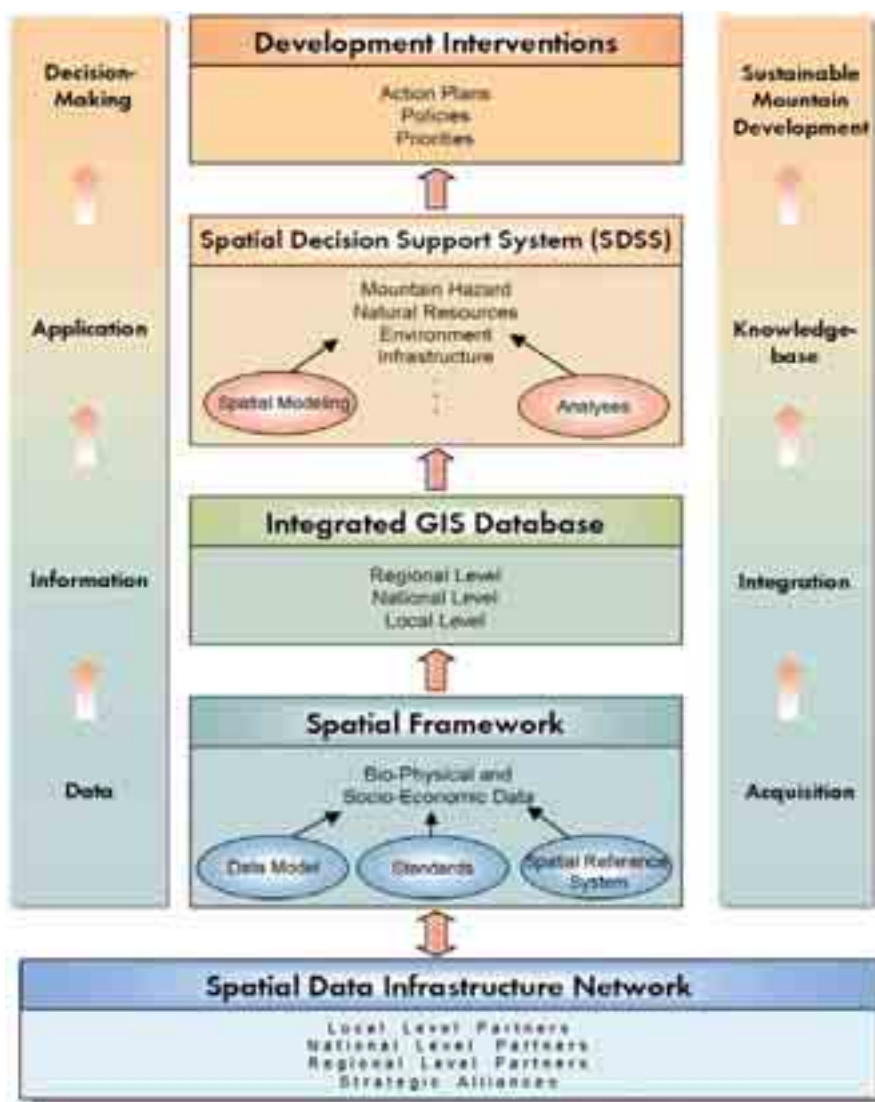 Decision-
Making
Application
Information
Data
Development Interventions
Action Plans
Policies
Priorities
Spatial Decision Support System (SDSS)
Mountain Hazard
Natural Resources
Environment
Infrastructure
Spatial Modeling
Analyses
Integrated GIS Database
Regional Level
National Level
Local Level
Spatial Framework
Bio-Physical and
Socio-Economic Data
Data Model
Standards
Spatial Reference
System
Sustainable
Mountain
Development
Knowledge-
base
Integration
Acquisition
Spatial Data Infrastructure Network
Local Level Partners
National Level Partners
Regional Level Partners
Strategic Alliances